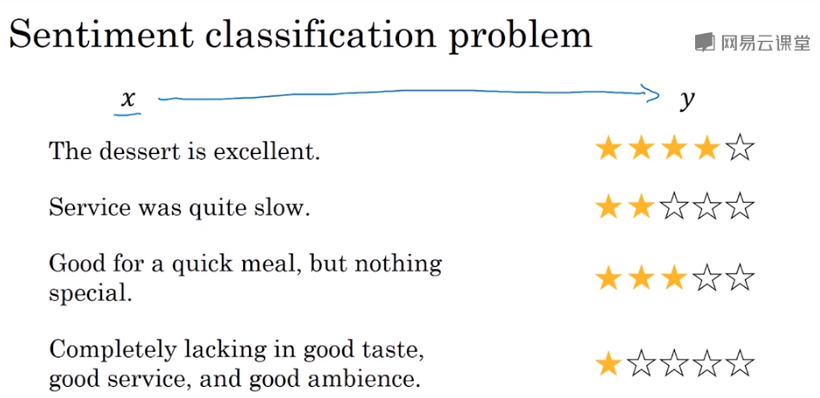 Sentiment classification problem
网易云课堂
x y
The dessert is excellent.
Service was quite slow.
Good for a quick meal, but nothing
special.
Completely lacking in good taste,
good service, and good ambience.